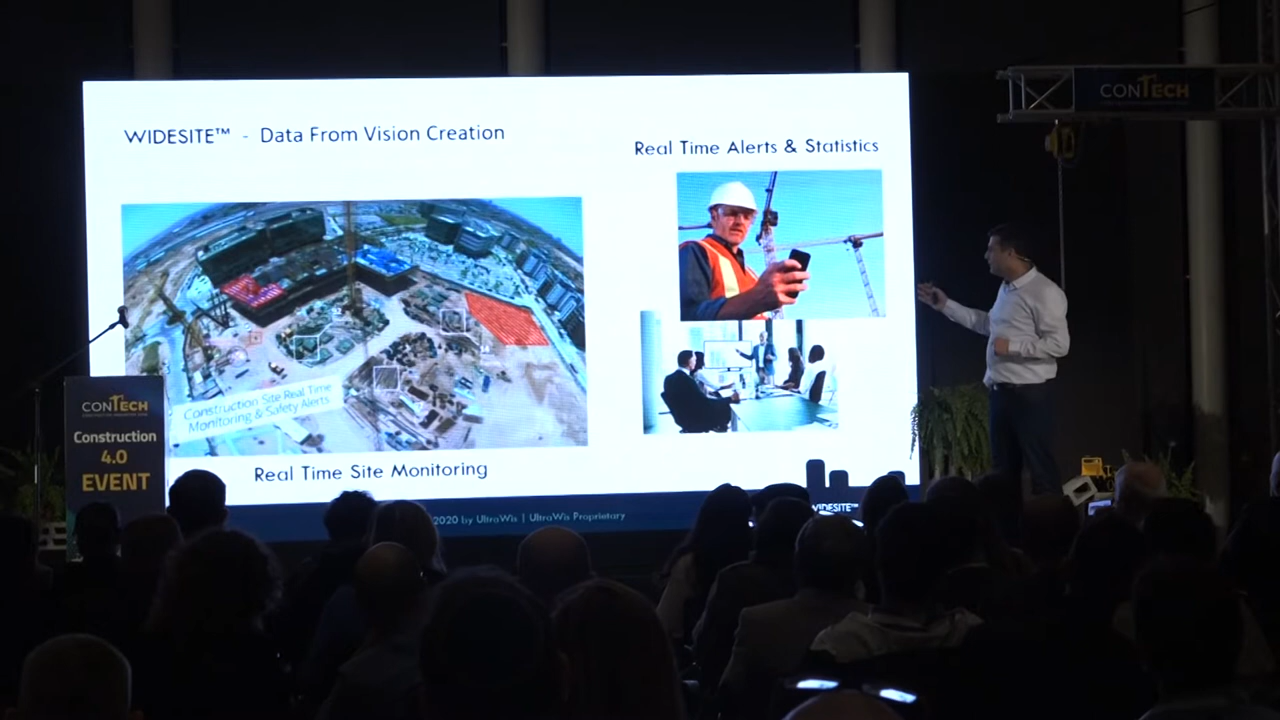 CONTECH
WIDESITE™ - Data From Vision Creation
Real Time Alerts & Statistics
Construction Site Real Time
Monitoring & Safety Alerts
Real Time Site Monitoring
CONTECH
Construction
4.0
EVENT
2020 by UltraWis | UltraWis Proprietary
WIDESITE™